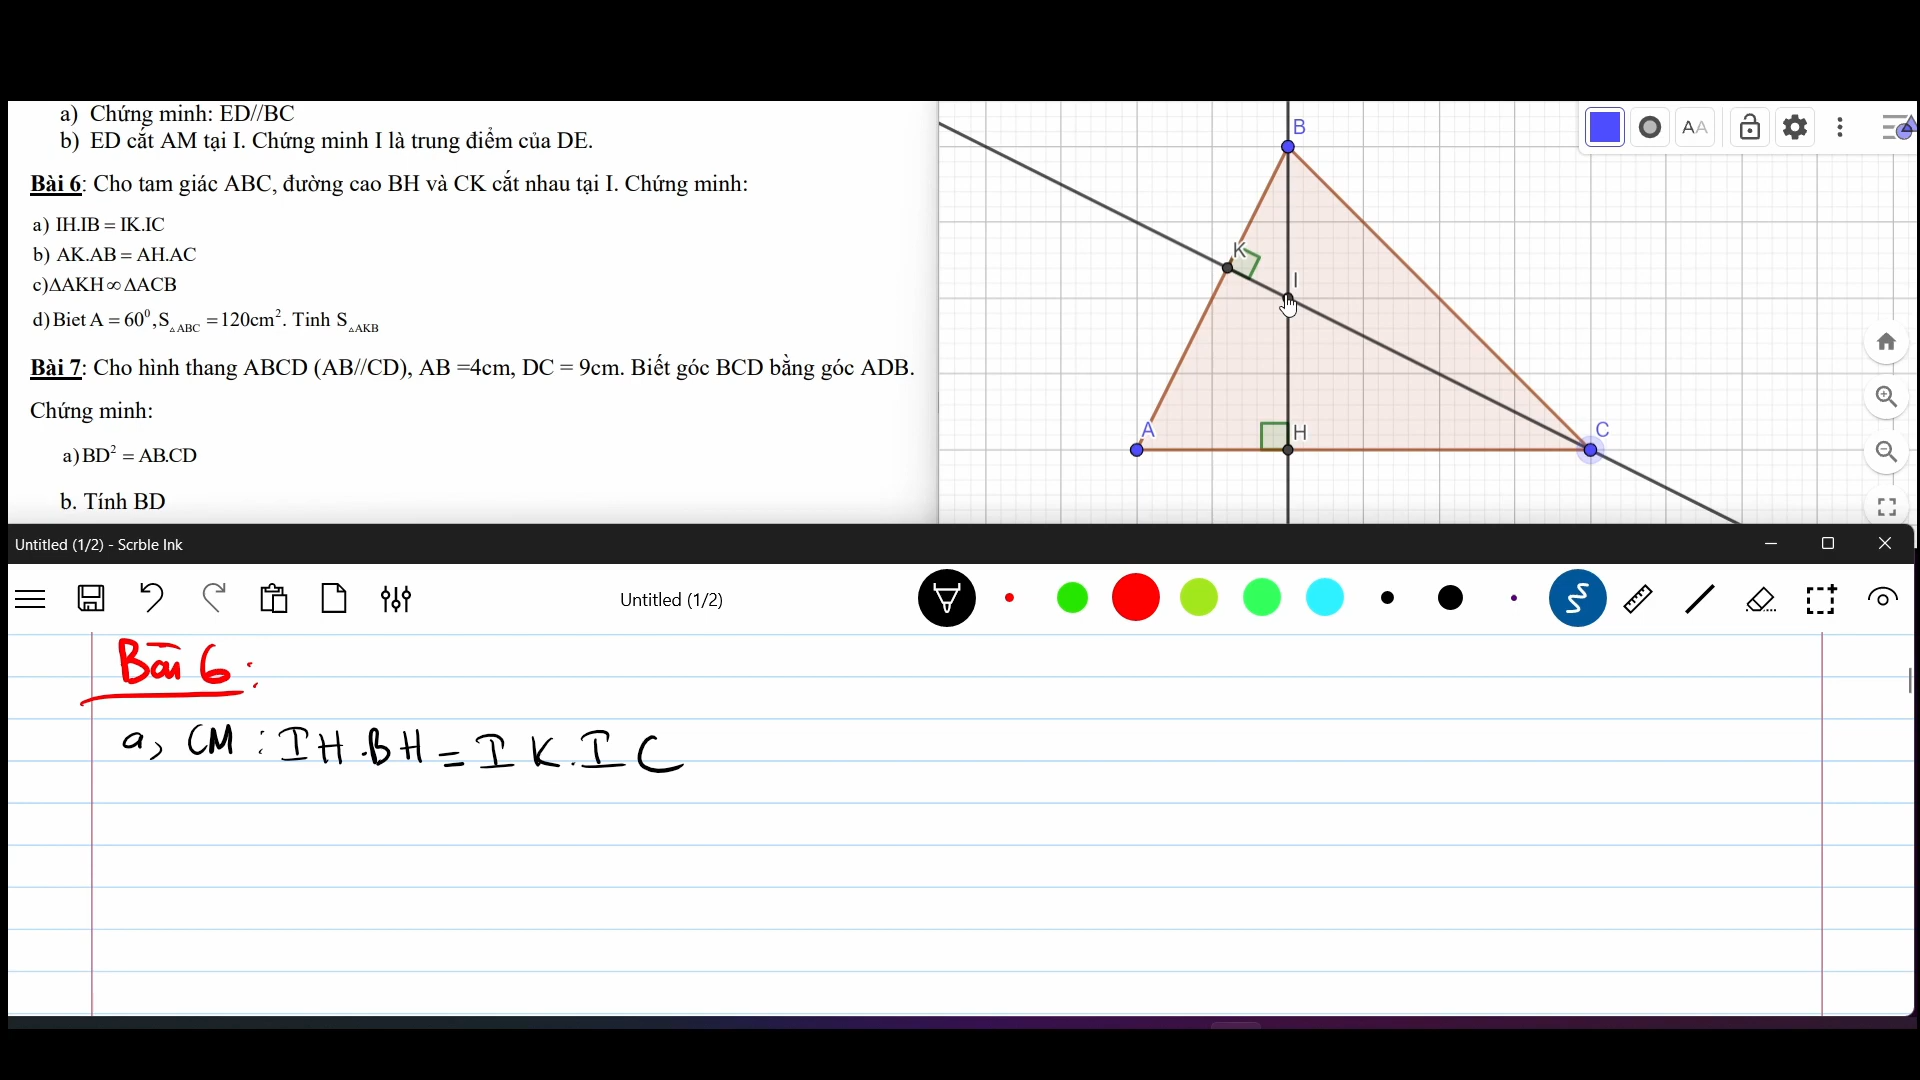 a) Chứng minh: ED//BC
b) ED cắt AM tại I. Chứng minh I là trung điểm của DE.
Bài 6: Cho tam giác ABC, đường cao BH và CK cắt nhau tại I. Chứng minh:
a) IH.IB = IK.IC
b) AK.AB = AH.AC
c)ΔAKH∞ΔACB
d)Biet A = 60⁰,S△ABC =120cm². Tinh S△AKB
Bài 7: Cho hình thang ABCD (AB//CD), AB =4cm, DC = 9cm. Biết góc BCD bằng góc ADB.
Chứng minh:
a)BD² = AB.CD
b. Tính BD
B
K
I
A
H
C
AA
Untitled (1/2) - Scrble Ink
Untitled (1/2)
Bài 6:
a, CM : IH.BH = IK.IC